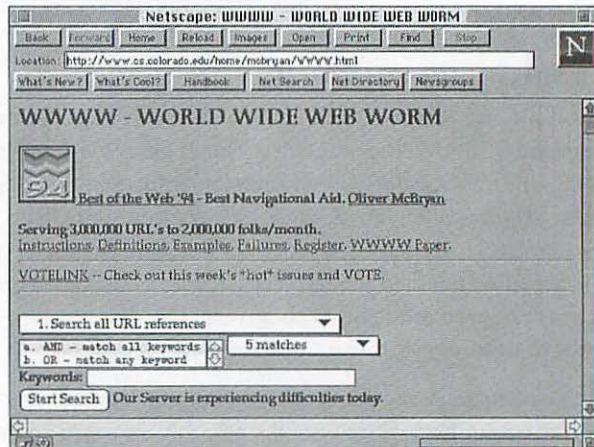 Netscape: WWWW - WORLD WIDE WEB WORM
Back Forward Home Reload Images Open Print Find Stop
N
Location: http://www.cs.colorado.edu/home/mcbryan/WWWW.html
What's New? What's Cool? Handbook Net Search Net Directory Newsgroups
WWWW - WORLD WIDE WEB WORM
94
Best of the Web '94 - Best Navigational Aid. Oliver McBryan
Serving 3,000,000 URL's to 2,000,000 folks/month.
Instructions, Definitions, Examples, Failures, Register, WWWW Paper.
VOTELINK -- Check out this week's "hot" issues and VOTE.
1. Search all URL references
a. AND - match all keywords
b. OR - match any keyword
5 matches
Keywords:
Start Search Our Server is experiencing difficulties today.